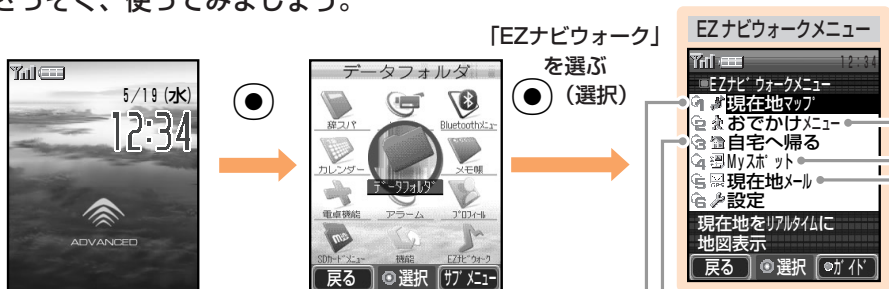 さっそく、使ってみましょう。
「EZナビウォーク」
を選ぶ
(選択)
5/19 (水)
12:34
ADVANCED
データフォルダ
Bluetoothメニュー
カレンダー
データフォルダ
メモ帳
電卓機能
アラーム
プロフィール
SDカードメニュー
機能
EZナビウォーク
戻る
選択
サブメニュー
EZナビウォークメニュー
12:34
EZナビウォークメニュー
1 現在地マップ
2 おでかけメニュー
3 自宅へ帰る
4 Myスポット
5 現在地メール
6 設定
現在地をリアルタイムに
地図表示
戻る
選択
ガイド